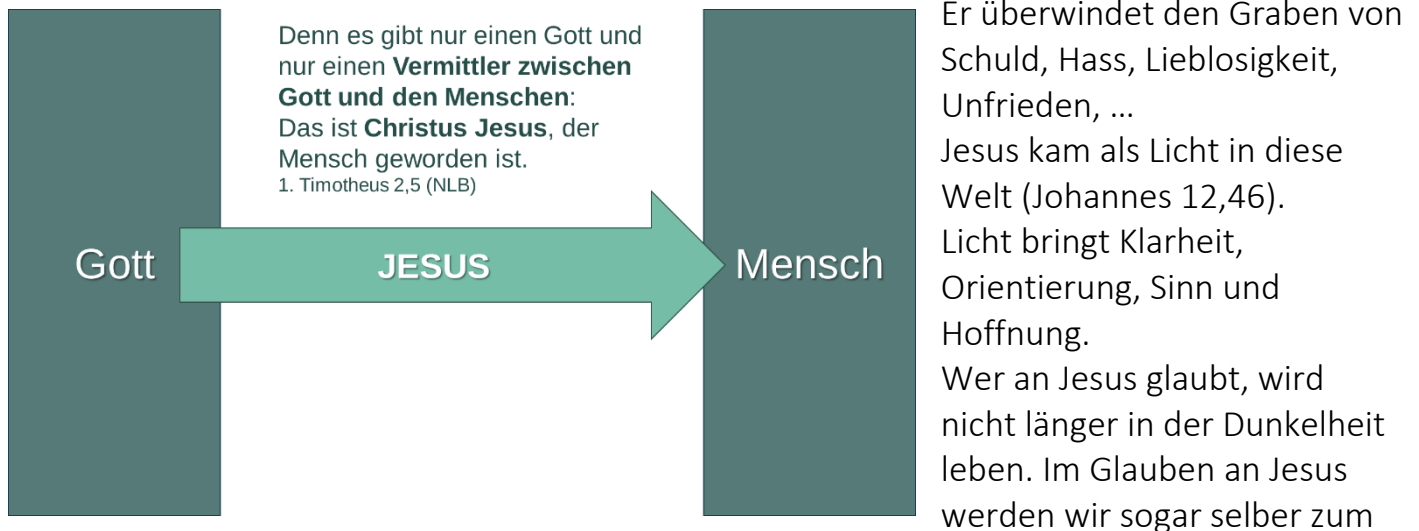 Denn es gibt nur einen Gott und
nur einen Vermittler zwischen
Gott und den Menschen:
Das ist Christus Jesus, der
Mensch geworden ist.
1. Timotheus 2,5 (NLB)
Gott
JESUS
Mensch
Er überwindet den Graben von
Schuld, Hass, Lieblosigkeit,
Unfrieden, ...
Jesus kam als Licht in diese
Welt (Johannes 12,46).
Licht bringt Klarheit,
Orientierung, Sinn und
Hoffnung.
Wer an Jesus glaubt, wird
nicht länger in der Dunkelheit
leben. Im Glauben an Jesus
werden wir sogar selber zum